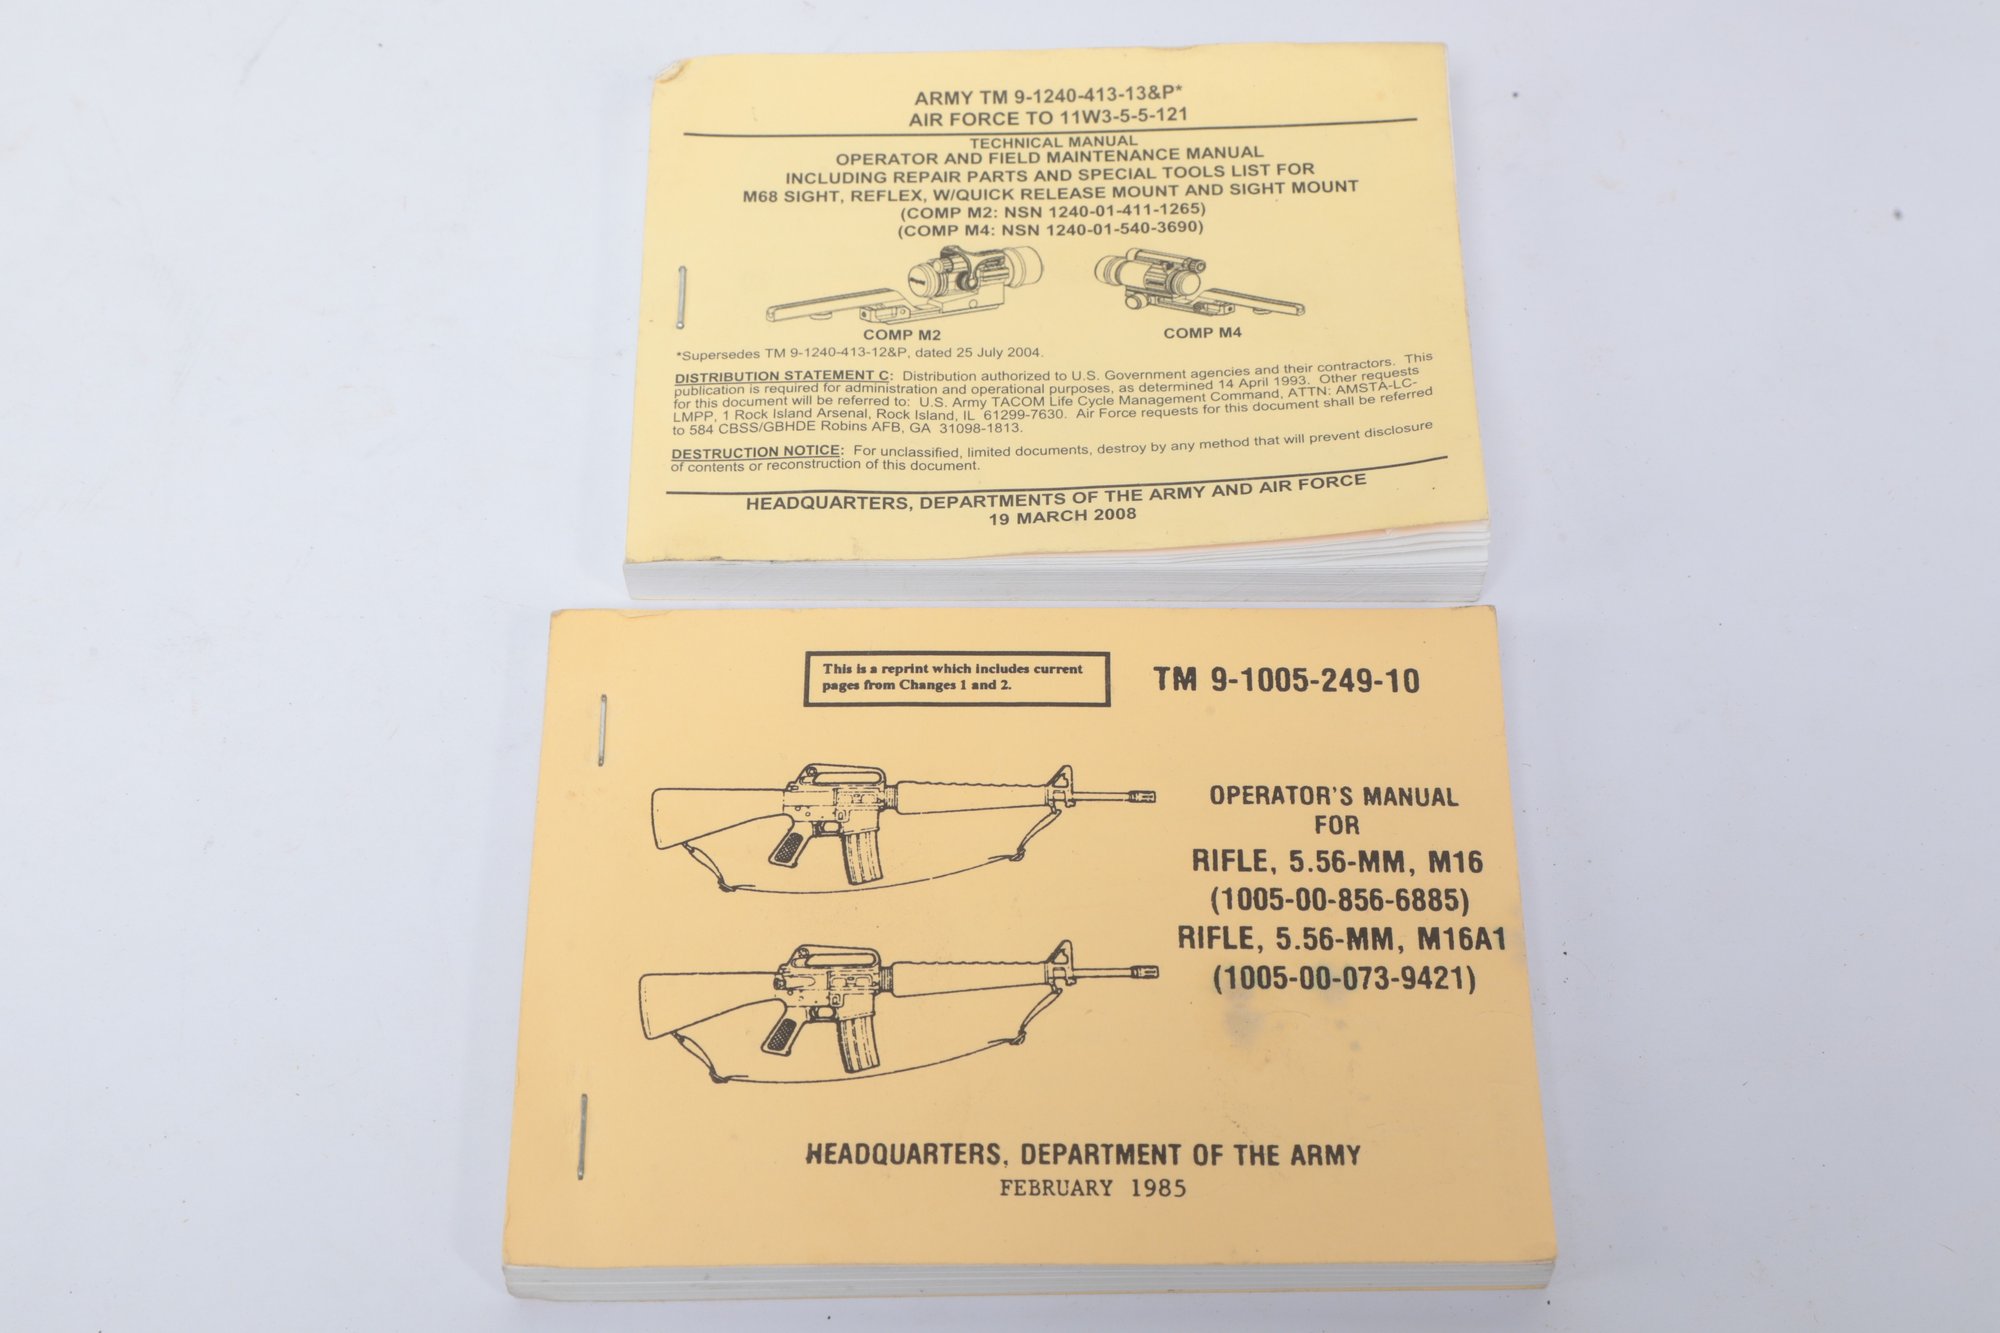 ARMY TM 9-1240-413-13&P*
AIR FORCE TO 11W3-5-5-121
TECHNICAL MANUAL
OPERATOR AND FIELD MAINTENANCE MANUAL
INCLUDING REPAIR PARTS AND SPECIAL TOOLS LIST FOR
M68 SIGHT, REFLEX, W/QUICK RELEASE MOUNT AND SIGHT MOUNT
(COMP M2: NSN 1240-01-411-1265)
(COMP M4: NSN 1240-01-540-3690)
COMP M2
COMP M4
*Supersedes TM 9-1240-413-12&P, dated 25 July 2004.
DISTRIBUTION STATEMENT C: Distribution authorized to U.S. Government agencies and their contractors. This
publication is required for administration and operational purposes, as determined 14 April 1993. Other requests
for this document will be referred to: U.S. Army TACOM Life Cycle Management Command, ATTN: AMSTA-LC-
LMPP, 1 Rock Island Arsenal, Rock Island, IL 61299-7630. Air Force requests for this document shall be referred
to 584 CBSS/GBHDE Robins AFB, GA 31098-1813.
DESTRUCTION NOTICE: For unclassified, limited documents, destroy by any method that will prevent disclosure
of contents or reconstruction of this document.
HEADQUARTERS, DEPARTMENTS OF THE ARMY AND AIR FORCE
19 MARCH 2008
This is a reprint which includes current
pages from Changes 1 and 2.
TM 9-1005-249-10
OPERATOR'S MANUAL
FOR
RIFLE, 5.56-MM, M16
(1005-00-856-6885)
RIFLE, 5.56-MM, M16A1
(1005-00-073-9421)
HEADQUARTERS, DEPARTMENT OF THE ARMY
FEBRUARY 1985